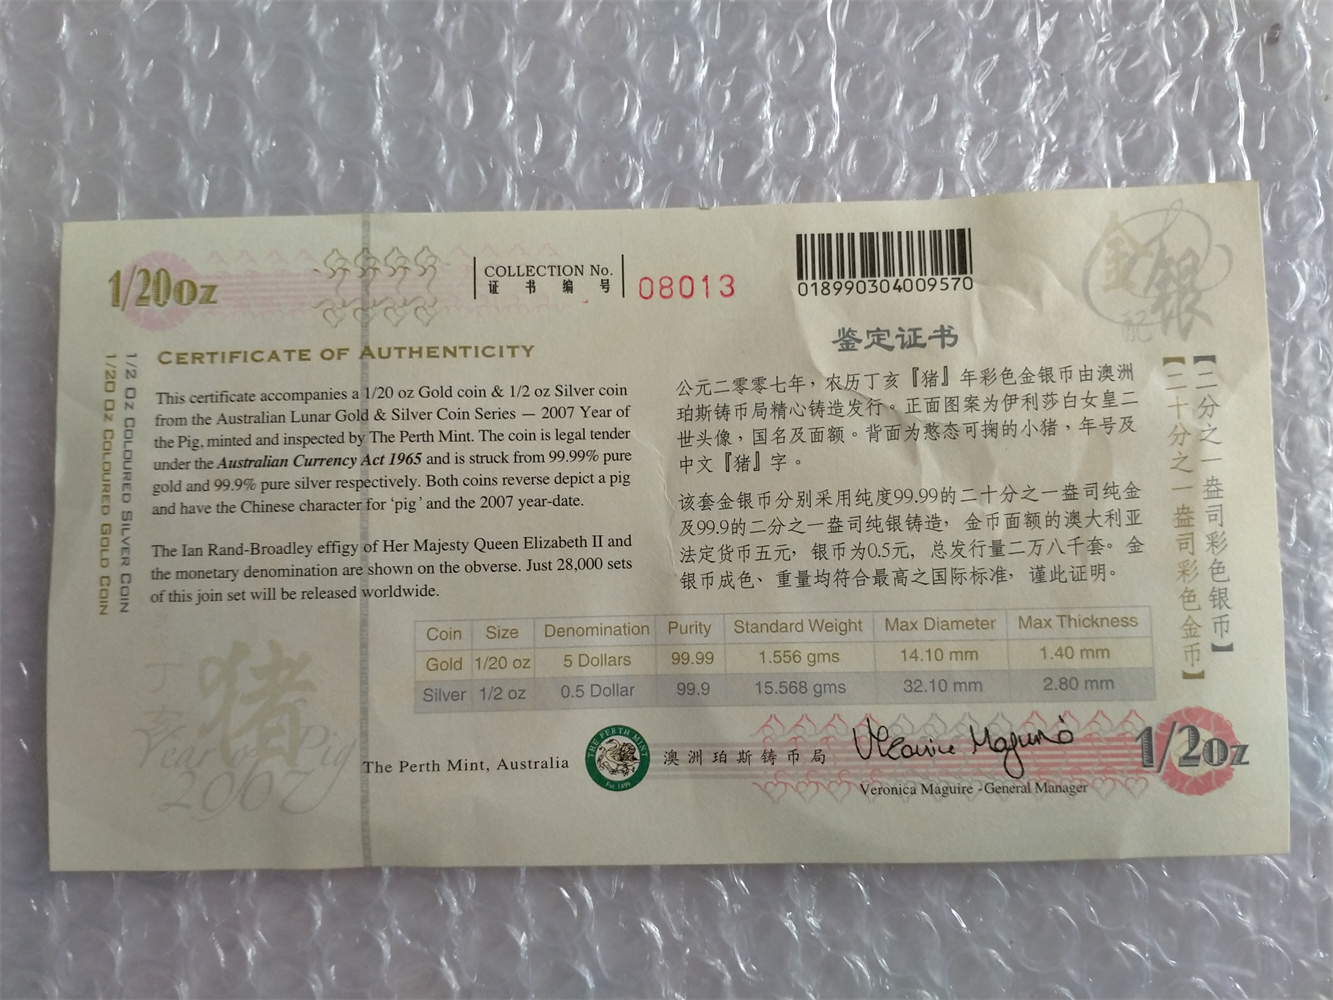 1/20oz
COLLECTION No.
证书编号
08013
018990304009570
金银
配
CERTIFICATE OF AUTHENTICITY
This certificate accompanies a 1/20 oz Gold coin & 1/2 oz Silver coin
from the Australian Lunar Gold & Silver Coin Series — 2007 Year of
the Pig, minted and inspected by The Perth Mint. The coin is legal tender
under the Australian Currency Act 1965 and is struck from 99.99% pure
gold and 99.9% pure silver respectively. Both coins reverse depict a pig
and have the Chinese character for ‘pig’ and the 2007 year-date.
The Ian Rand-Broadley effigy of Her Majesty Queen Elizabeth II and
the monetary denomination are shown on the obverse. Just 28,000 sets
of this join set will be released worldwide.
1/2 OZ COLOURED SILVER COIN
1/20 OZ COLOURED GOLD COIN
鉴定证书
公元二零零七年，农历丁亥『猪』年彩色金银币由澳洲
珀斯铸币局精心铸造发行。正面图案为伊利莎白女皇二
世头像，国名及面额。背面为憨态可掬的小猪，年号及
中文『猪』字。
该套金银币分别采用纯度99.99的二十分之一盎司纯金
及99.9的二分之一盎司纯银铸造，金币面额的澳大利亚
法定货币五元，银币为0.5元，总发行量二万八千套。金
银币成色、重量均符合最高之国际标准，谨此证明。
【二分之一盎司彩色银币】
【二十分之一盎司彩色金币】
Coin Size Denomination Purity Standard Weight Max Diameter Max Thickness
Gold 1/20 oz 5 Dollars 99.99 1.556 gms 14.10 mm 1.40 mm
Silver 1/2 oz 0.5 Dollar 99.9 15.568 gms 32.10 mm 2.80 mm
丁亥
猪
Year of Pig
2007
The Perth Mint, Australia
THE PERTH MINT
Est. 1899
澳洲珀斯铸币局
Veronica Maguire
Veronica Maguire - General Manager
1/2oz